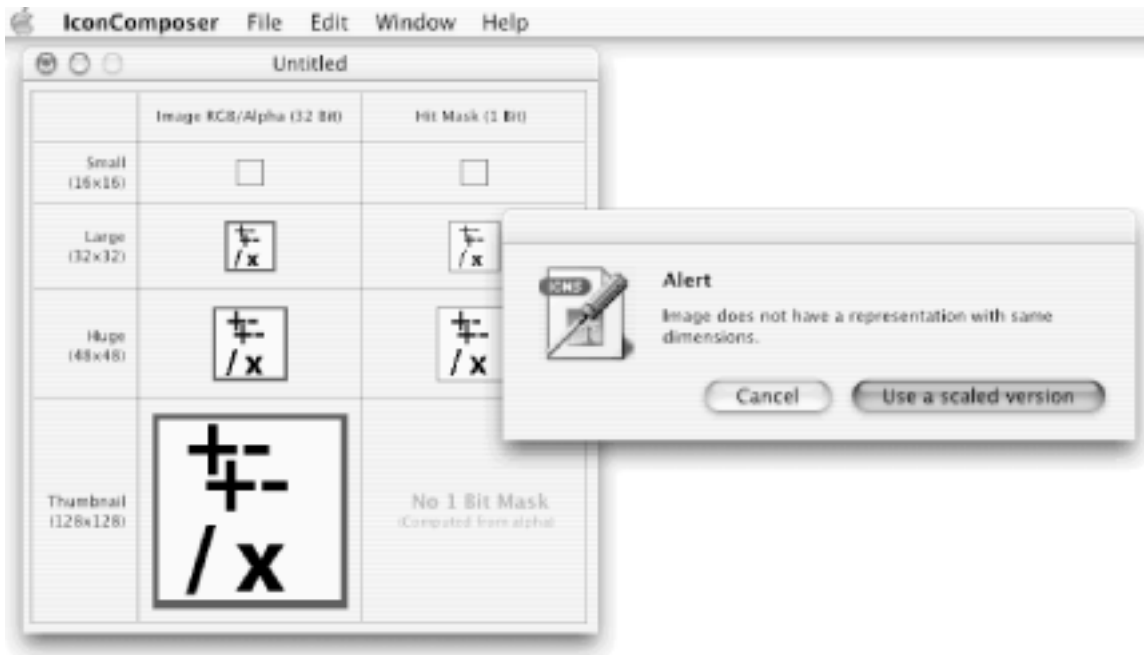 IconComposer File Edit Window Help
Untitled
Image RGB/Alpha (32 Bit) Hit Mask (1 Bit)
Small
(16x16)
Large
(32x32)
+-
+-
/ x
+-
+-
/ x
Huge
(48x48)
+-
+-
/ x
+-
+-
/ x
Thumbnail
(128x128)
+-
+-
/ x
No 1 Bit Mask
(Computed from alpha)
ICNS
Alert
Image does not have a representation with same
dimensions.
Cancel Use a scaled version